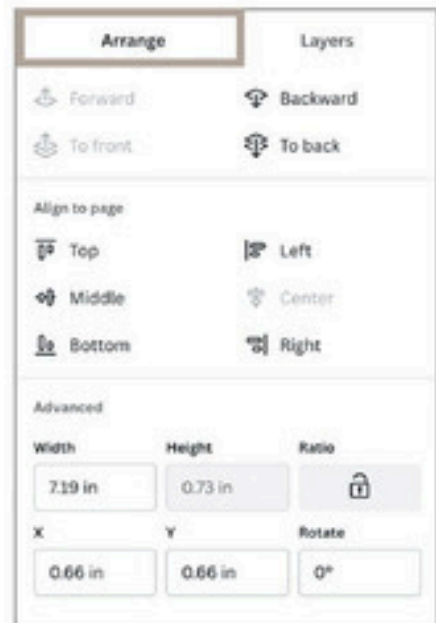 Arrange Layers
Forward Backward
To front To back
Align to page
Top Left
Middle Center
Bottom Right
Advanced
Width Height Ratio
7.19 in 0.73 in
X Y Rotate
0.66 in 0.66 in 0°